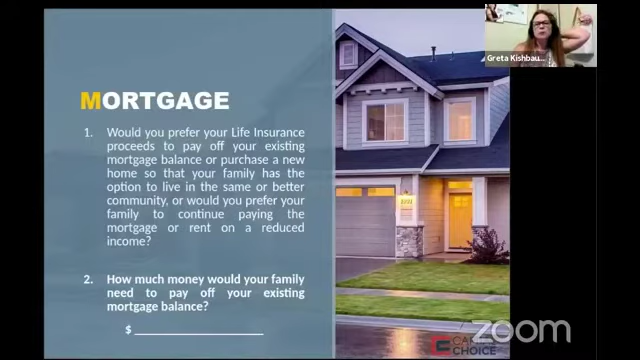 Greta Kishbau...
MORTGAGE
1. Would you prefer your Life Insurance
proceeds to pay off your existing
mortgage balance or purchase a new
home so that your family has the
option to live in the same or better
community, or would you prefer your
family to continue paying the
mortgage or rent on a reduced
income?
2. How much money would your family
need to pay off your existing
mortgage balance?
$
CHOICE
zoom